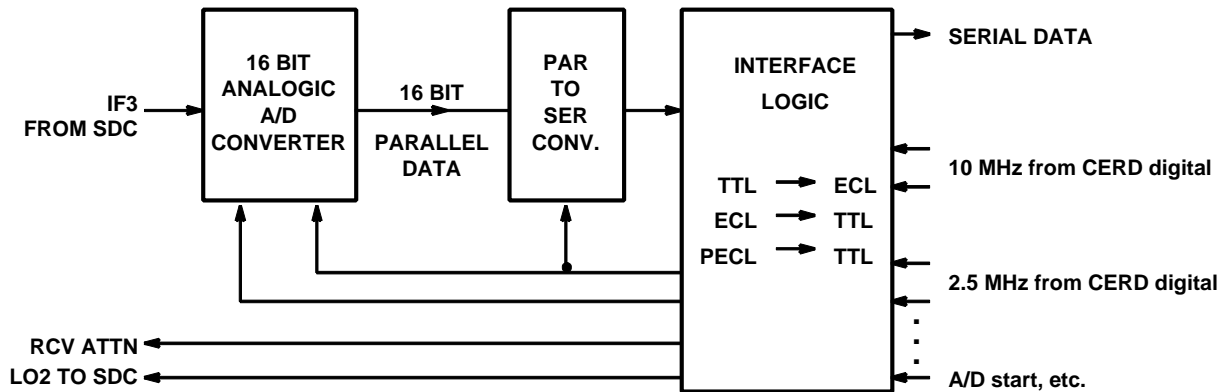 IF3
FROM SDC
16 BIT
ANALOGIC
A/D
CONVERTER
16 BIT
PARALLEL
DATA
PAR
TO
SER
CONV.
INTERFACE
LOGIC
TTL ECL
ECL TTL
PECL TTL
SERIAL DATA
10 MHz from CERD digital
2.5 MHz from CERD digital
A/D start, etc.
RCV ATTN
LO2 TO SDC